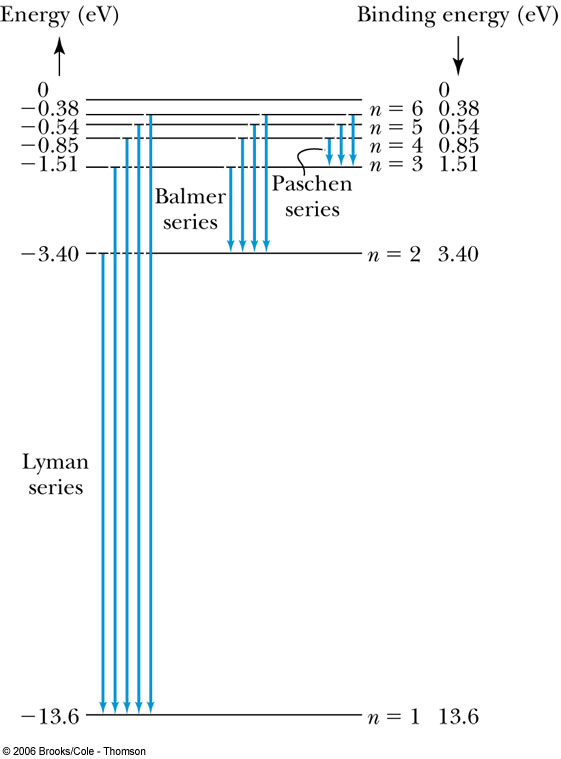 Energy (eV) Binding energy (eV)
0 0
−0.38 n = 6 0.38
−0.54 n = 5 0.54
−0.85 n = 4 0.85
−1.51 n = 3 1.51
Balmer
series
Paschen
series
−3.40 n = 2 3.40
Lyman
series
−13.6 n = 1 13.6
© 2006 Brooks/Cole - Thomson